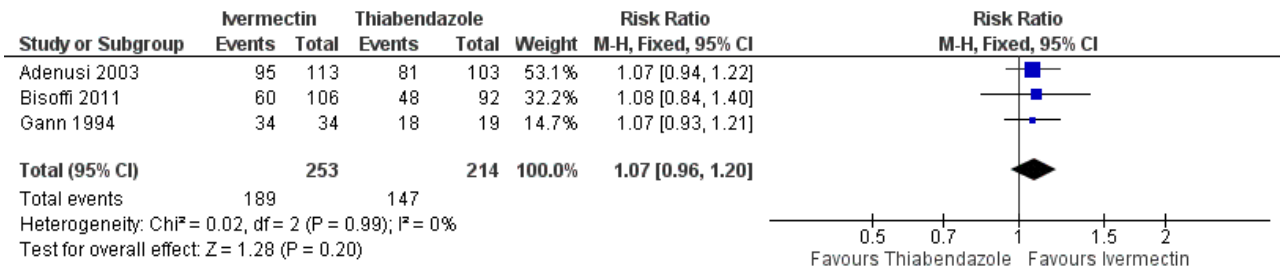 Ivermectin Thiabendazole Risk Ratio Risk Ratio
Study or Subgroup Events Total Events Total Weight M-H, Fixed, 95% CI M-H, Fixed, 95% CI
Adenusi 2003 95 113 81 103 53.1% 1.07 [0.94, 1.22]
Bisoffi 2011 60 106 48 92 32.2% 1.08 [0.84, 1.40]
Gann 1994 34 34 18 19 14.7% 1.07 [0.93, 1.21]
Total (95% CI) 253 214 100.0% 1.07 [0.96, 1.20]
Total events 189 147
Heterogeneity: Chi² = 0.02, df = 2 (P = 0.99); I² = 0%
Test for overall effect: Z = 1.28 (P = 0.20)
0.5 0.7 1 1.5 2
Favours Thiabendazole Favours Ivermectin